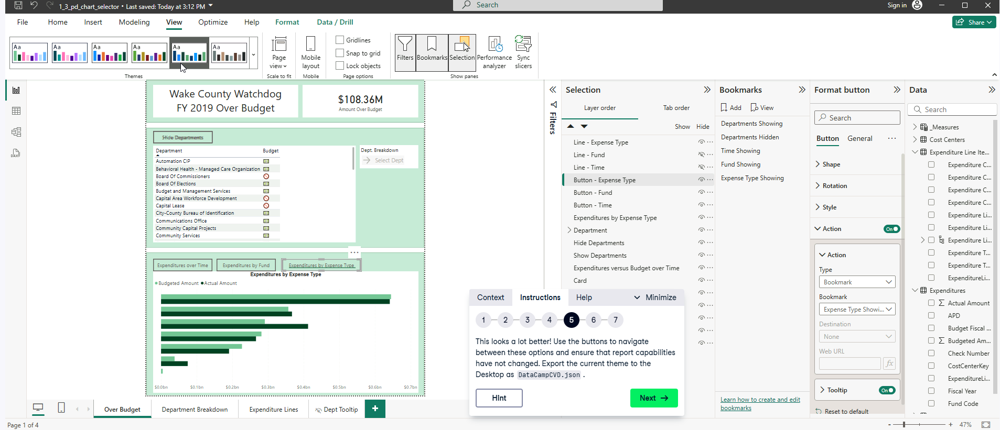 1_3_pd_chart_selector • Last saved: Today at 3:12 PM
Search
Sign in
File Home Insert Modeling View Optimize Help Format Data / Drill
Share
Aa Aa Aa Aa Aa Aa
Themes
Page view
Scale to fit
Mobile layout
Mobile
Gridlines
Snap to grid
Lock objects
Page options
Filters
Bookmarks
Selection
Performance analyzer
Sync slicers
Show panes
Wake County Watchdog
FY 2019 Over Budget
$108.36M
Amount Over Budget
Department Budget
Automation CIP
Behavioral Health - Managed Care Organization
Board Of Commissioners
Board Of Elections
Budget and Management Services
Capital Area Workforce Development
Capital Lease
City-County Bureau of Identification
Communications Office
Community Capital Projects
Community Services
Dept. Breakdown
Select Dept
Expenditures over Time
Expenditures by Fund
Expenditures by Expense Type
Expenditures by Expense Type
Budgeted Amount Actual Amount
$0.0bn $0.1bn $0.2bn $0.3bn $0.4bn $0.5bn $0.6bn $0.7bn
Filters
Selection
Layer order Tab order
Show Hide
Line - Expense Type
Line - Fund
Line - Time
Button - Expense Type
Button - Fund
Button - Time
Expenditures by Expense Type
Department
Hide Departments
Show Departments
Expenditures versus Budget over Time
Card
Bookmarks
Add View
Departments Showing
Departments Hidden
Time Showing
Fund Showing
Expense Type Showing
Learn how to create and edit
bookmarks
Format button
Search
Button General ...
Shape
Rotation
Style
Action On
Action
Type
Bookmark
Bookmark
Expense Type Showi...
Destination
None
Web URL
fx
Tooltip On
Reset to default
Data
Search
_Measures
Cost Centers
Expenditure Line Ite...
Expenditure C...
Expenditure C...
Expenditure C...
Expenditure C...
Expenditure Li...
Expenditure Li...
Expenditure Li...
Expenditure T...
Expenditure T...
ExpenditureLi...
Expenditures
Actual Amount
APD
Budget Fiscal ...
Budgeted Am...
Check Number
CostCenterKey
ExpenditureLi...
Fiscal Year
Fund Code
Context Instructions Help Minimize
1 2 3 4 5 6 7
This looks a lot better! Use the buttons to navigate
between these options and ensure that report capabilities
have not changed. Export the current theme to the
Desktop as DataCampCVD.json .
Hint
Next
Over Budget Department Breakdown Expenditure Lines Dept Tooltip +
Page 1 of 4
- + 47%
DAX